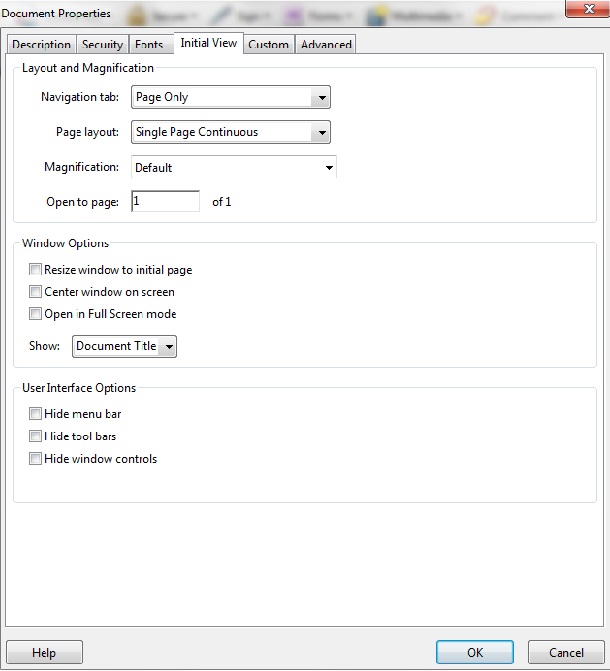 Document Properties
Secure Sign Forms Multimedia Comment
Description Security Fonts Initial View Custom Advanced
Layout and Magnification
Navigation tab: Page Only
Page layout: Single Page Continuous
Magnification: Default
Open to page: 1 of 1
Window Options
Resize window to initial page
Center window on screen
Open in Full Screen mode
Show: Document Title
User Interface Options
Hide menu bar
Hide tool bars
Hide window controls
Help OK Cancel